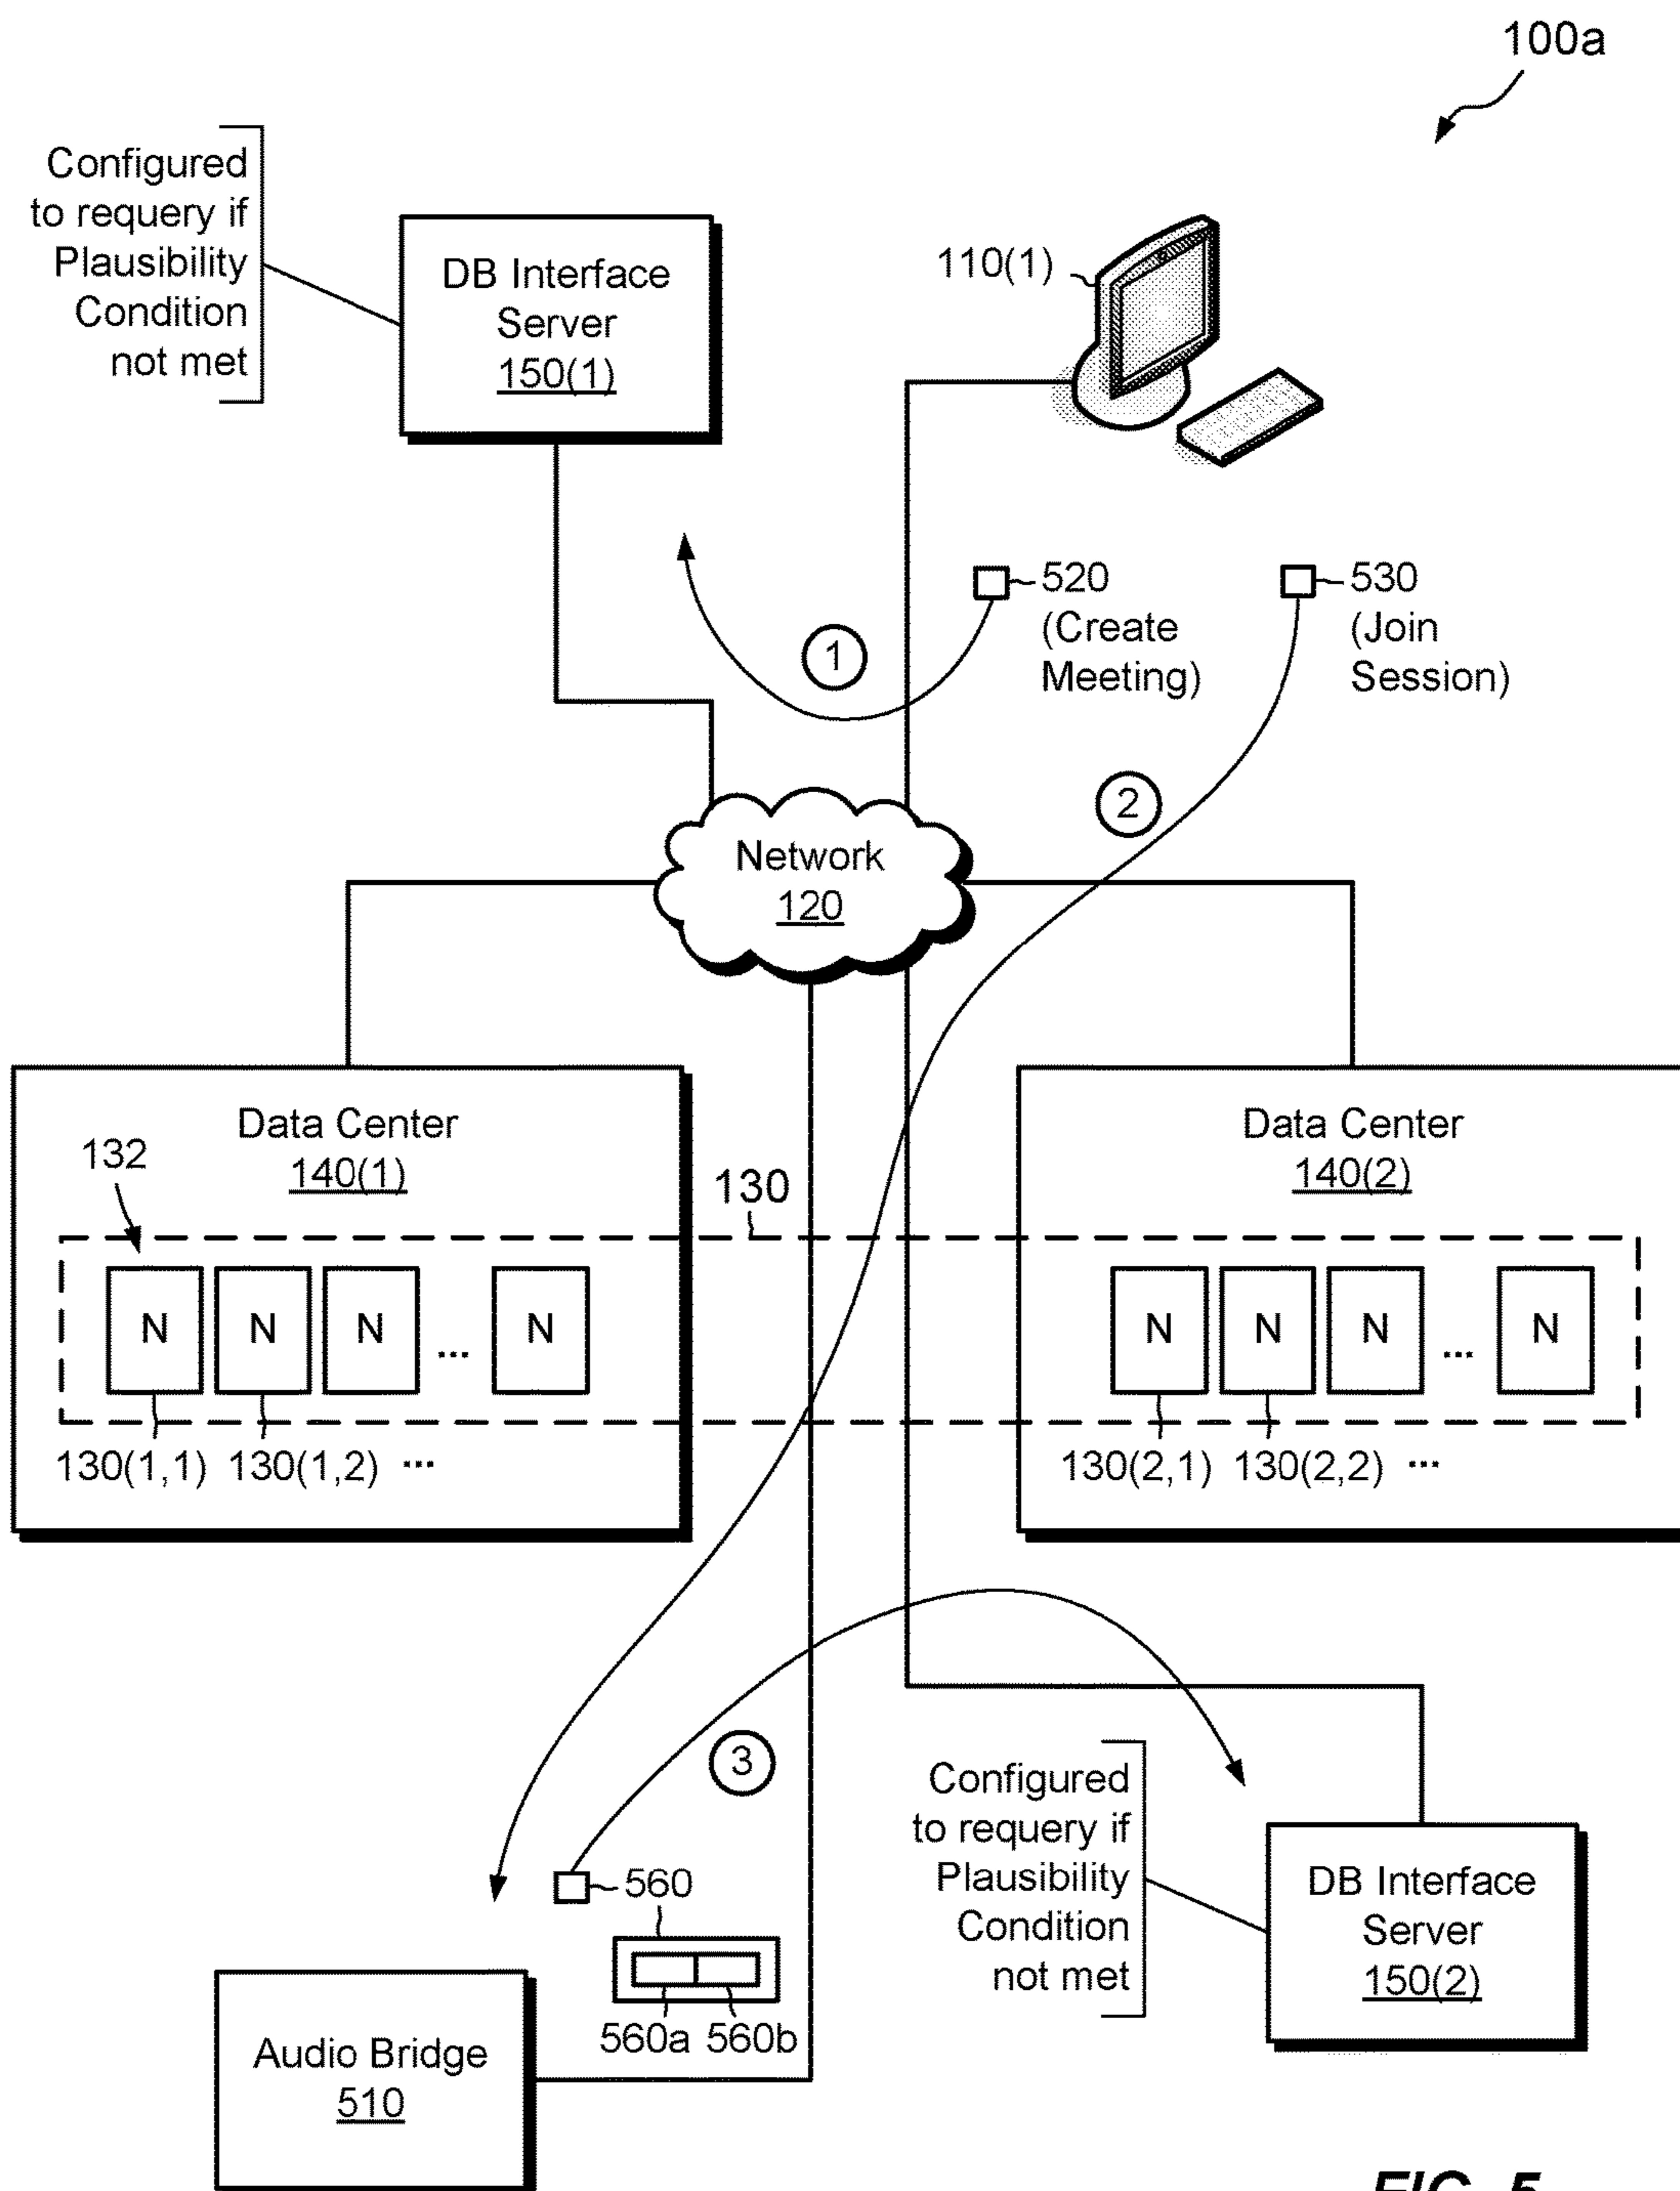 100a
Configured
to requery if
Plausibility
Condition
not met
DB Interface
Server
150(1)
110(1)
520
(Create
Meeting)
530
(Join
Session)
1
2
Network
120
Data Center
140(1)
132
130
Data Center
140(2)
N N N ... N
N N N ... N
130(1,1) 130(1,2) ...
130(2,1) 130(2,2) ...
3
Configured
to requery if
Plausibility
Condition
not met
DB Interface
Server
150(2)
560
560a 560b
Audio Bridge
510
FIG. 5